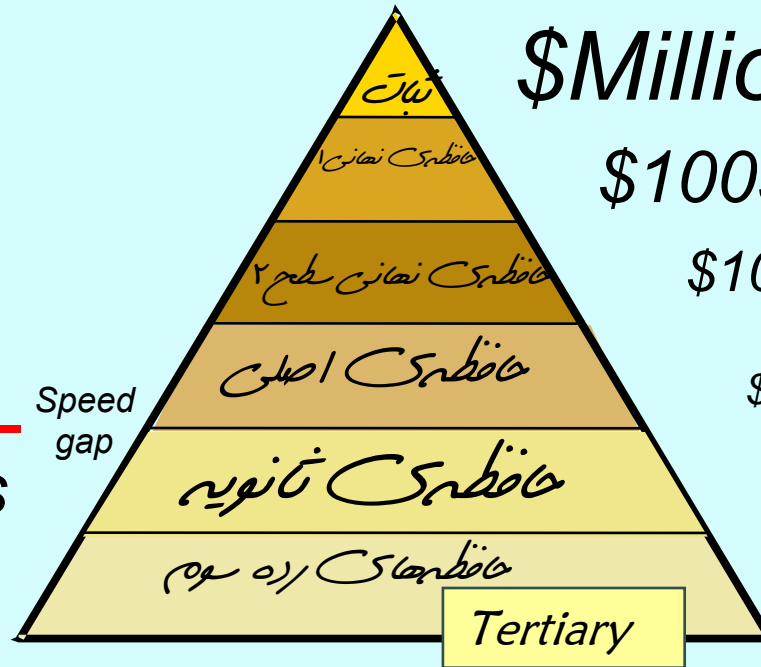 $Millio
ثبات
$100s
حافظه‌ی نهانی ۱
$10
حافظه‌ی نهانی سطح ۲
$
حافظه‌ی اصلی
Speed
gap
s
حافظه‌ی ثانویه
حافظه‌های رده سوم
Tertiary